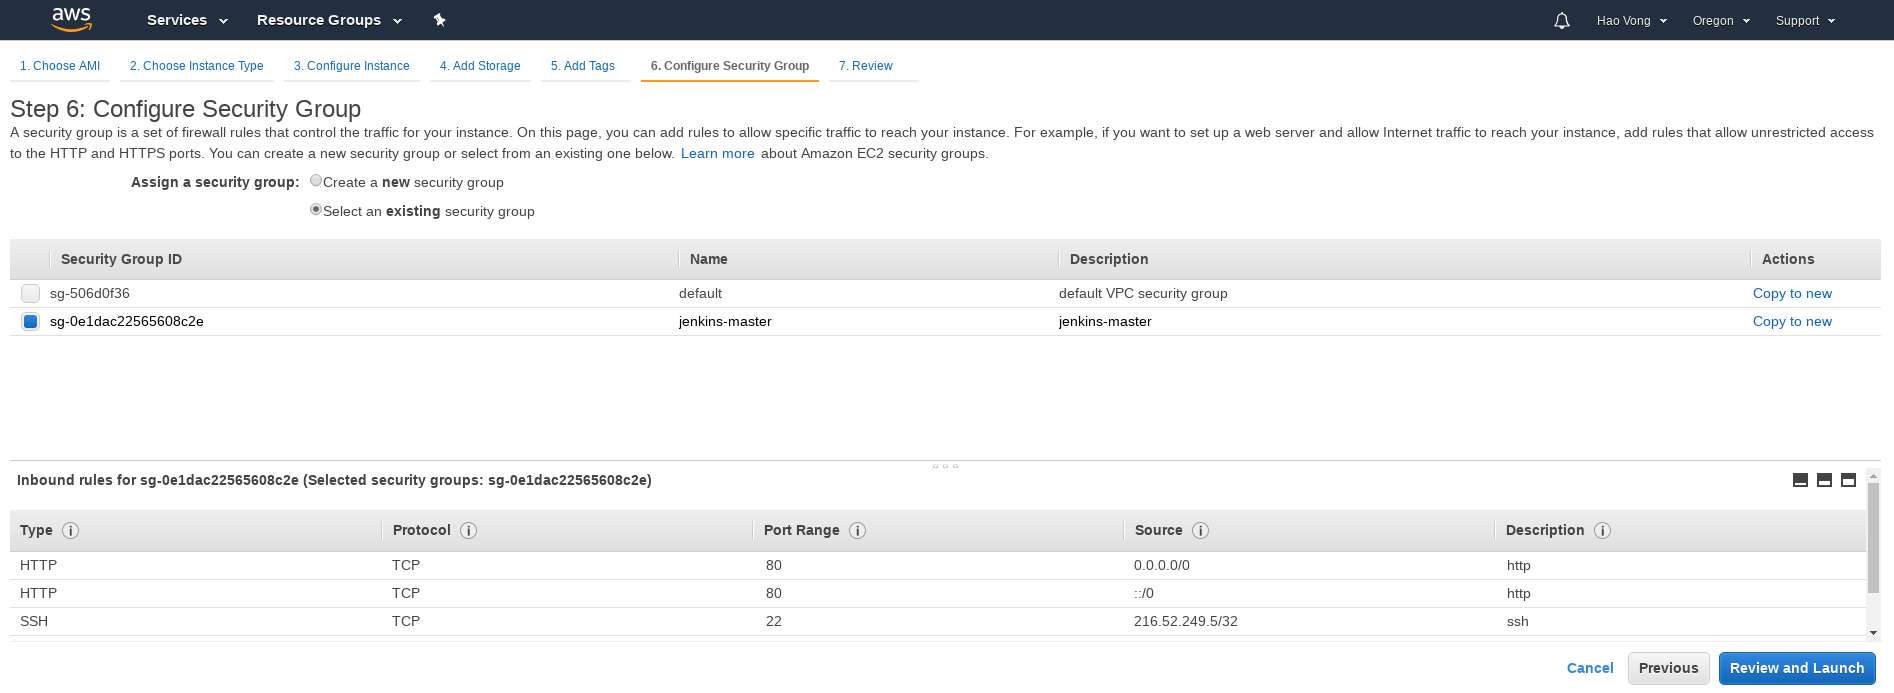 aws Services Resource Groups Hao Vong Oregon Support
1. Choose AMI 2. Choose Instance Type 3. Configure Instance 4. Add Storage 5. Add Tags 6. Configure Security Group 7. Review
Step 6: Configure Security Group
A security group is a set of firewall rules that control the traffic for your instance. On this page, you can add rules to allow specific traffic to reach your instance. For example, if you want to set up a web server and allow Internet traffic to reach your instance, add rules that allow unrestricted access
to the HTTP and HTTPS ports. You can create a new security group or select from an existing one below. Learn more about Amazon EC2 security groups.
Assign a security group: Create a new security group
Select an existing security group
Security Group ID Name Description Actions
sg-506d0f36 default default VPC security group Copy to new
sg-0e1dac22565608c2e jenkins-master jenkins-master Copy to new
Inbound rules for sg-0e1dac22565608c2e (Selected security groups: sg-0e1dac22565608c2e)
Type i Protocol i Port Range i Source i Description i
HTTP TCP 80 0.0.0.0/0 http
HTTP TCP 80 ::/0 http
SSH TCP 22 216.52.249.5/32 ssh
Cancel Previous Review and Launch